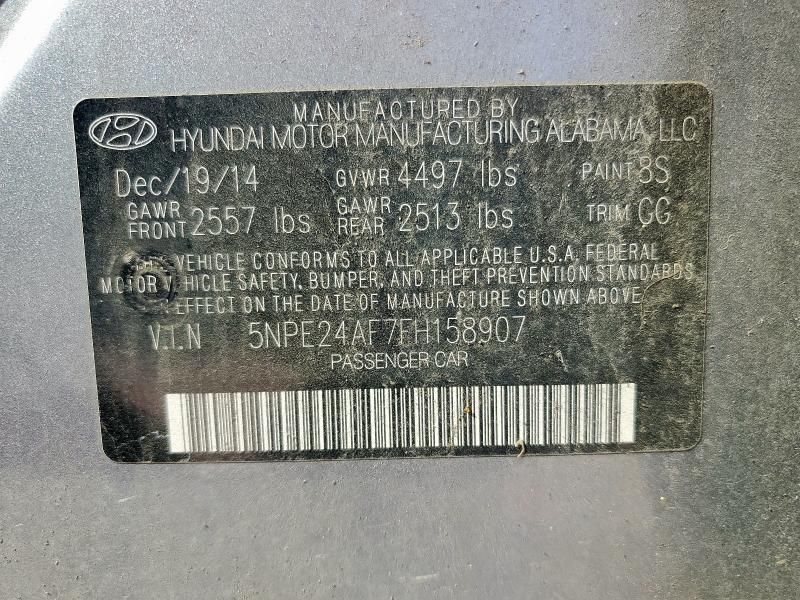 MANUFACTURED BY
HYUNDAI MOTOR MANUFACTURING ALABAMA, LLC
Dec/19/14 GVWR 4497 lbs PAINT 8S
GAWR FRONT 2557 lbs GAWR REAR 2513 lbs TRIM GG
VEHICLE CONFORMS TO ALL APPLICABLE U.S.A. FEDERAL
MOTOR VEHICLE SAFETY, BUMPER, AND THEFT PREVENTION STANDARDS
EFFECT ON THE DATE OF MANUFACTURE SHOWN ABOVE
V.I.N 5NPE24AF7FH158907
PASSENGER CAR